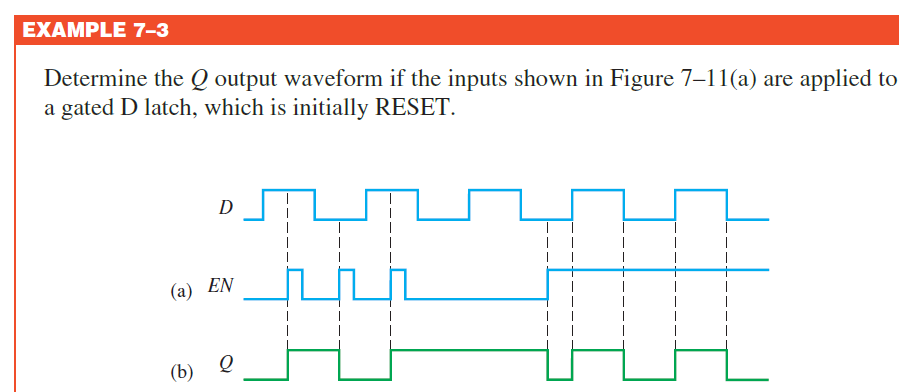 EXAMPLE 7–3
Determine the Q output waveform if the inputs shown in Figure 7–11(a) are applied to
a gated D latch, which is initially RESET.
D
(a) EN
(b) Q